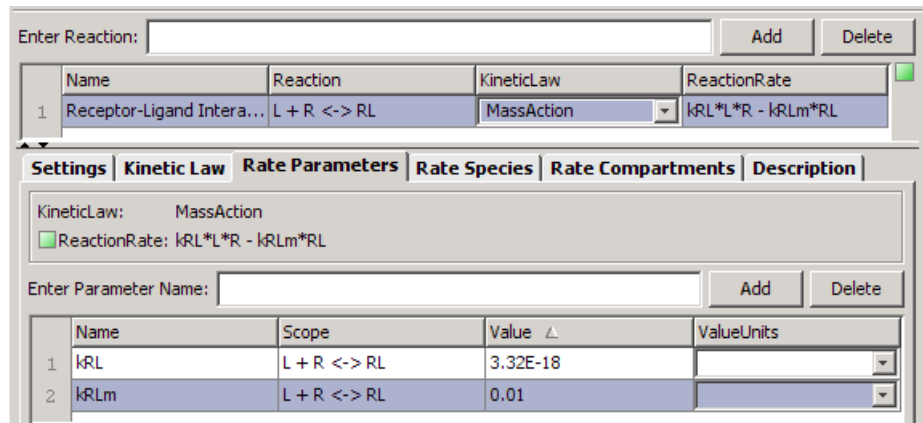 Enter Reaction: Add Delete
Name Reaction KineticLaw ReactionRate
1 Receptor-Ligand Intera... L + R <-> RL MassAction kRL*L*R - kRLm*RL
Settings Kinetic Law Rate Parameters Rate Species Rate Compartments Description
KineticLaw: MassAction
ReactionRate: kRL*L*R - kRLm*RL
Enter Parameter Name: Add Delete
Name Scope Value ValueUnits
1 kRL L + R <-> RL 3.32E-18
2 kRLm L + R <-> RL 0.01